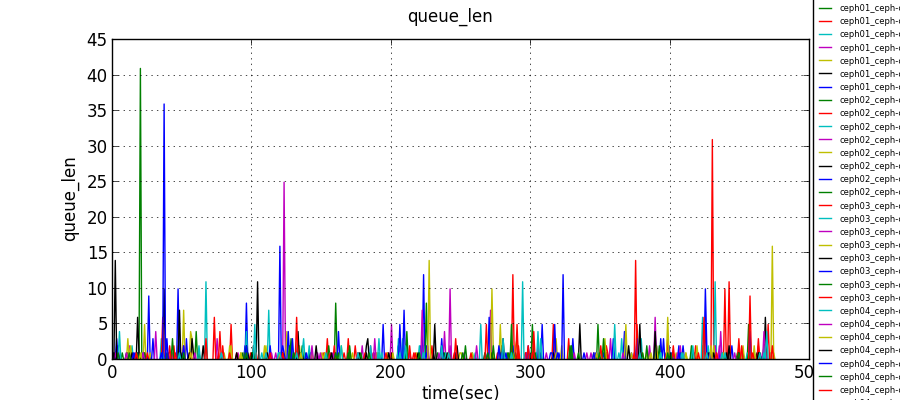 queue_len
45
40
35
30
25
20
15
10
5
0
queue_len
0
100
200
300
400
50
time(sec)
ceph01_ceph-
ceph01_ceph-
ceph01_ceph-
ceph01_ceph-
ceph01_ceph-
ceph01_ceph-
ceph01_ceph-
ceph02_ceph-
ceph02_ceph-
ceph02_ceph-
ceph02_ceph-
ceph02_ceph-
ceph02_ceph-
ceph02_ceph-
ceph02_ceph-
ceph03_ceph-
ceph03_ceph-
ceph03_ceph-
ceph03_ceph-
ceph03_ceph-
ceph03_ceph-
ceph03_ceph-
ceph03_ceph-
ceph04_ceph-
ceph04_ceph-
ceph04_ceph-
ceph04_ceph-
ceph04_ceph-
ceph04_ceph-
ceph04_ceph-